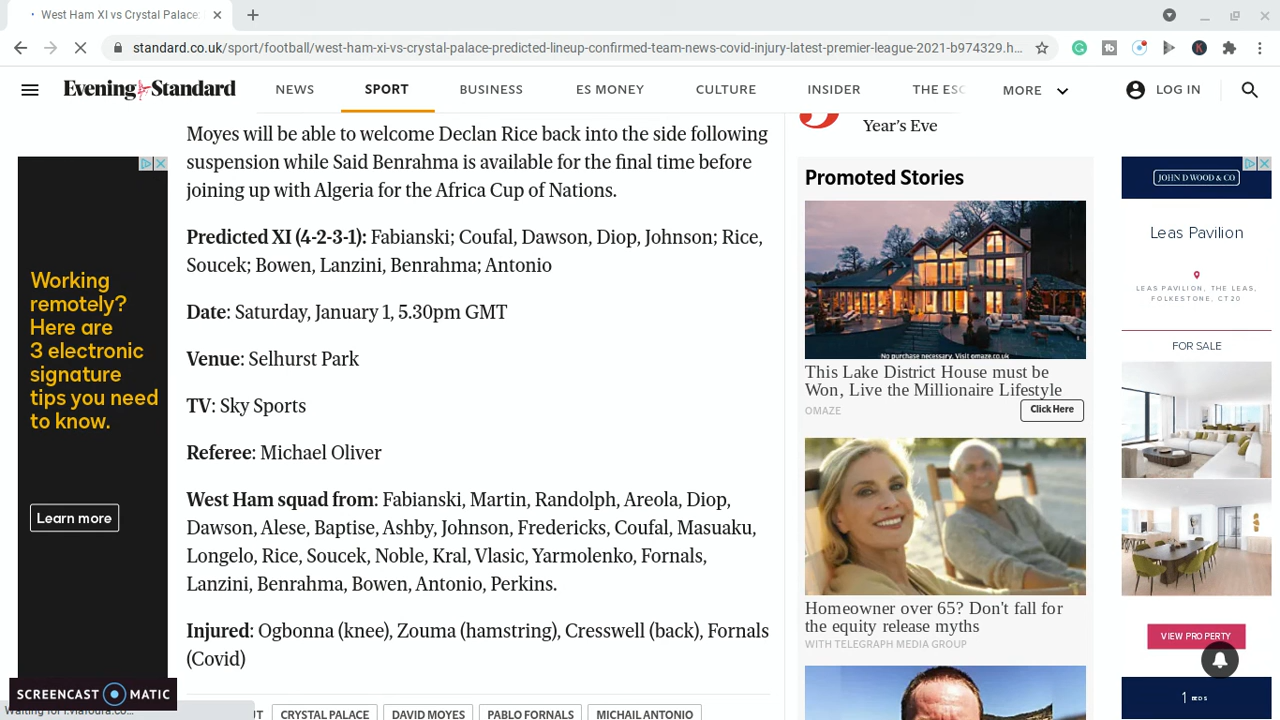 West Ham XI vs Crystal Palace:
standard.co.uk/sport/football/west-ham-xi-vs-crystal-palace-predicted-lineup-confirmed-team-news-covid-injury-latest-premier-league-2021-b974329.h...
Evening Standard
NEWS
SPORT
BUSINESS
ES MONEY
CULTURE
INSIDER
THE ESC
MORE
LOG IN
Moyes will be able to welcome Declan Rice back into the side following
suspension while Said Benrahma is available for the final time before
joining up with Algeria for the Africa Cup of Nations.
Predicted XI (4-2-3-1): Fabianski; Coufal, Dawson, Diop, Johnson; Rice,
Soucek; Bowen, Lanzini, Benrahma; Antonio
Date: Saturday, January 1, 5.30pm GMT
Venue: Selhurst Park
TV: Sky Sports
Referee: Michael Oliver
West Ham squad from: Fabianski, Martin, Randolph, Areola, Diop,
Dawson, Alese, Baptise, Ashby, Johnson, Fredericks, Coufal, Masuaku,
Longelo, Rice, Soucek, Noble, Kral, Vlasic, Yarmolenko, Fornals,
Lanzini, Benrahma, Bowen, Antonio, Perkins.
Injured: Ogbonna (knee), Zouma (hamstring), Cresswell (back), Fornals
(Covid)
CRYSTAL PALACE
DAVID MOYES
PABLO FORNALS
MICHAIL ANTONIO
Working
remotely?
Here are
3 electronic
signature
tips you need
to know.
Learn more
SCREENCAST MATIC
Year's Eve
Promoted Stories
No purchase necessary. Visit omaze.co.uk
This Lake District House must be
Won, Live the Millionaire Lifestyle
OMAZE
Click Here
Homeowner over 65? Don't fall for
the equity release myths
WITH TELEGRAPH MEDIA GROUP
JOHN D WOOD & CO
Leas Pavilion
LEAS PAVILION, THE LEAS,
FOLKESTONE, CT20
FOR SALE
VIEW PROPERTY
1 BEDS